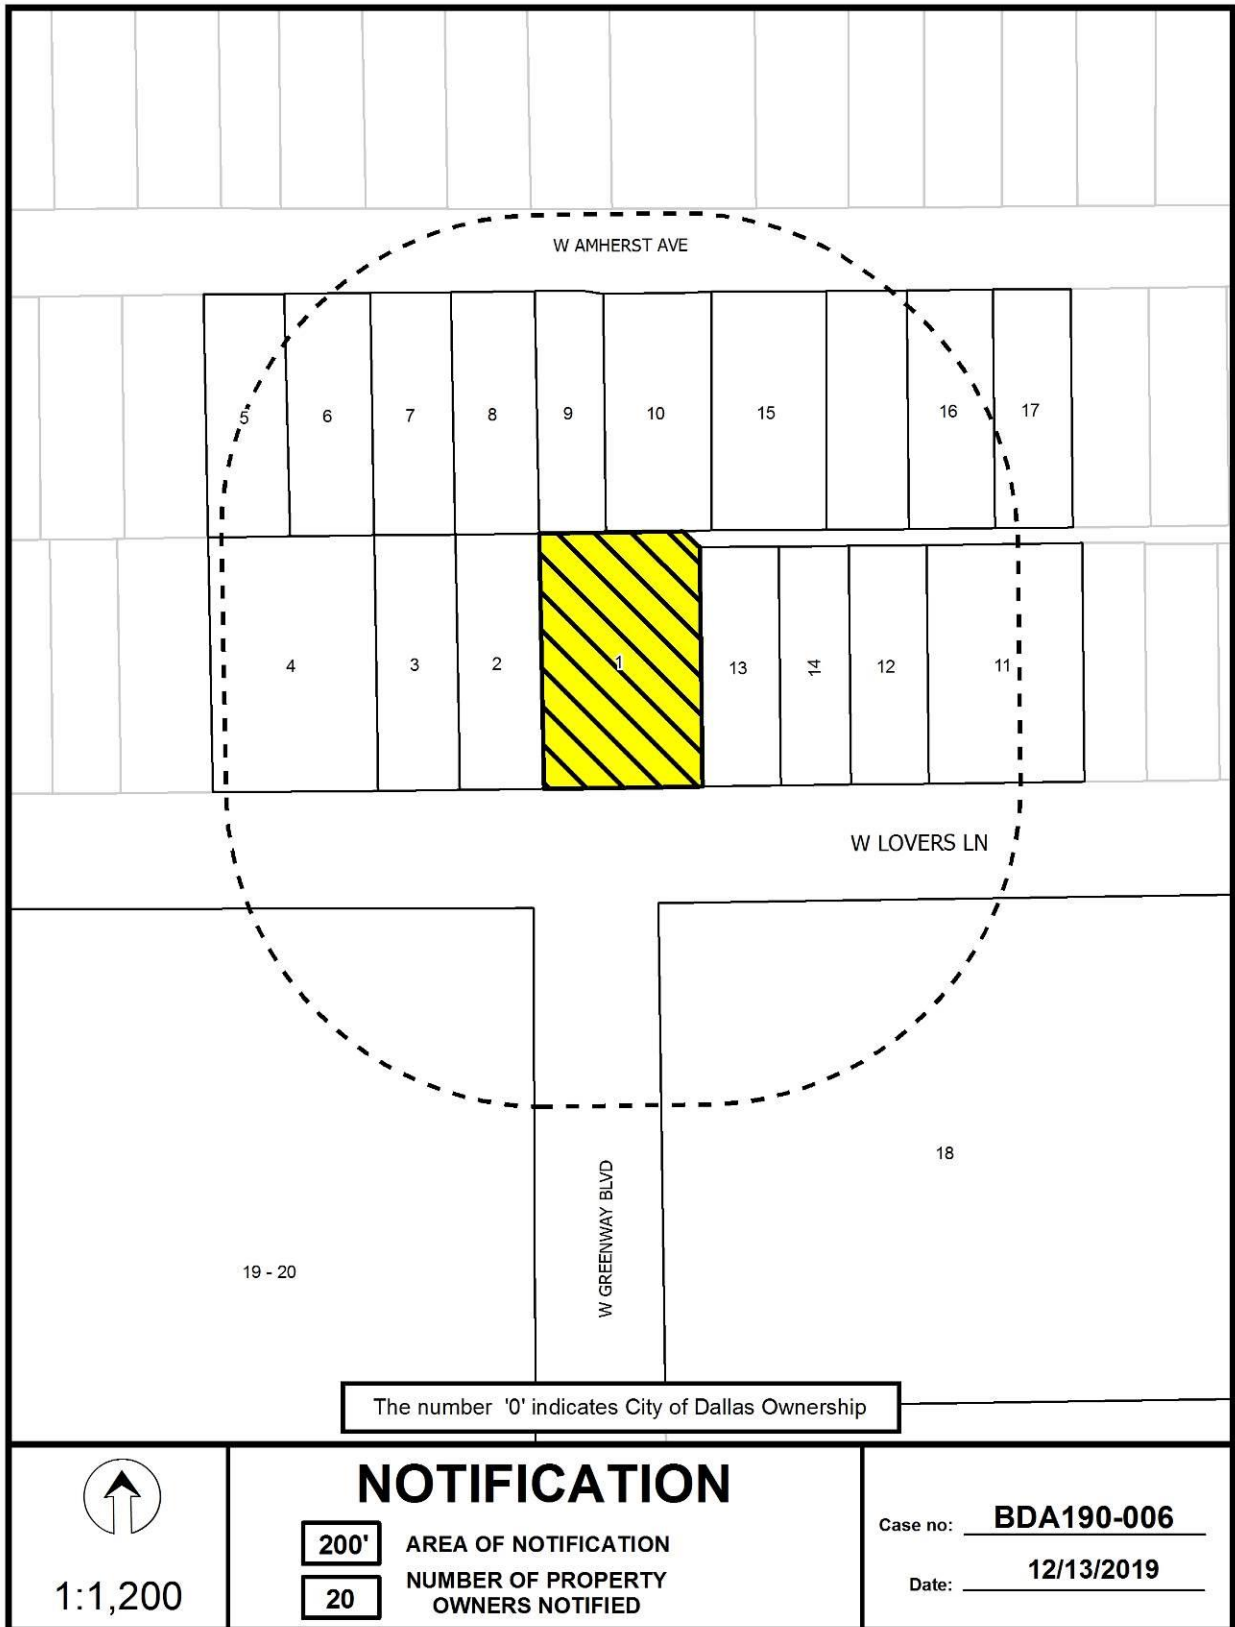 W AMHERST AVE
5
6
7
8
9
10
15
16
17
4
3
2
1
13
14
12
11
W LOVERS LN
18
W GREENWAY BLVD
19 - 20
The number '0' indicates City of Dallas Ownership
1:1,200
NOTIFICATION
200' AREA OF NOTIFICATION
20 NUMBER OF PROPERTY
OWNERS NOTIFIED
Case no: BDA190-006
Date: 12/13/2019